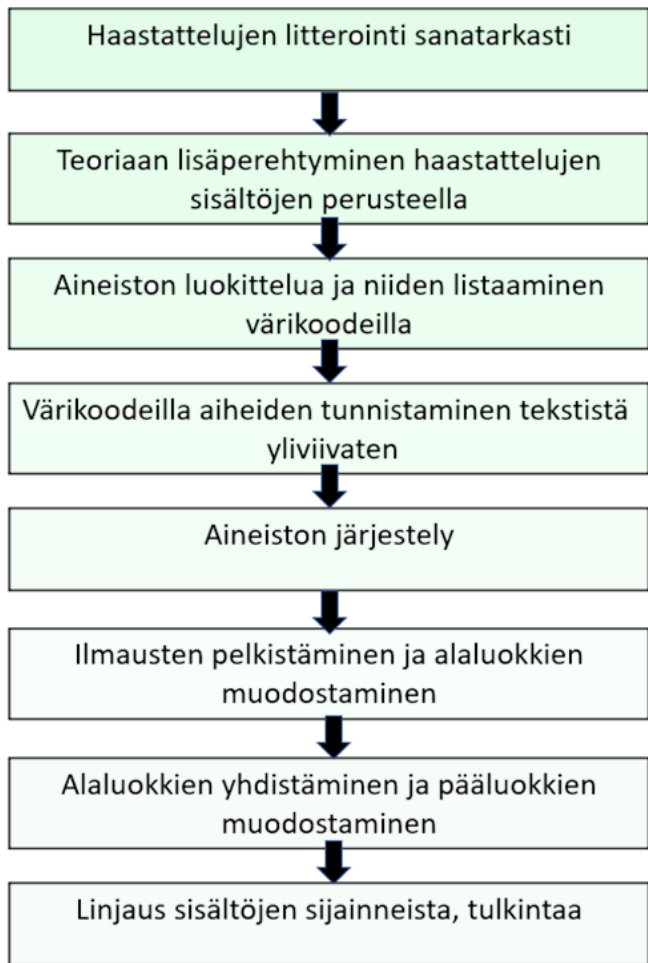 Haastattelujen litterointi sanatarkasti
Teoriaan lisäperehtyminen haastattelujen
sisältöjen perusteella
Aineiston luokittelua ja niiden listaaminen
värikoodeilla
Värikoodeilla aiheiden tunnistaminen tekstistä
yliviivaten
Aineiston järjestely
Ilmausten pelkistäminen ja alaluokkien
muodostaminen
Alaluokkien yhdistäminen ja pääluokkien
muodostaminen
Linjaus sisältöjen sijainneista, tulkintaa